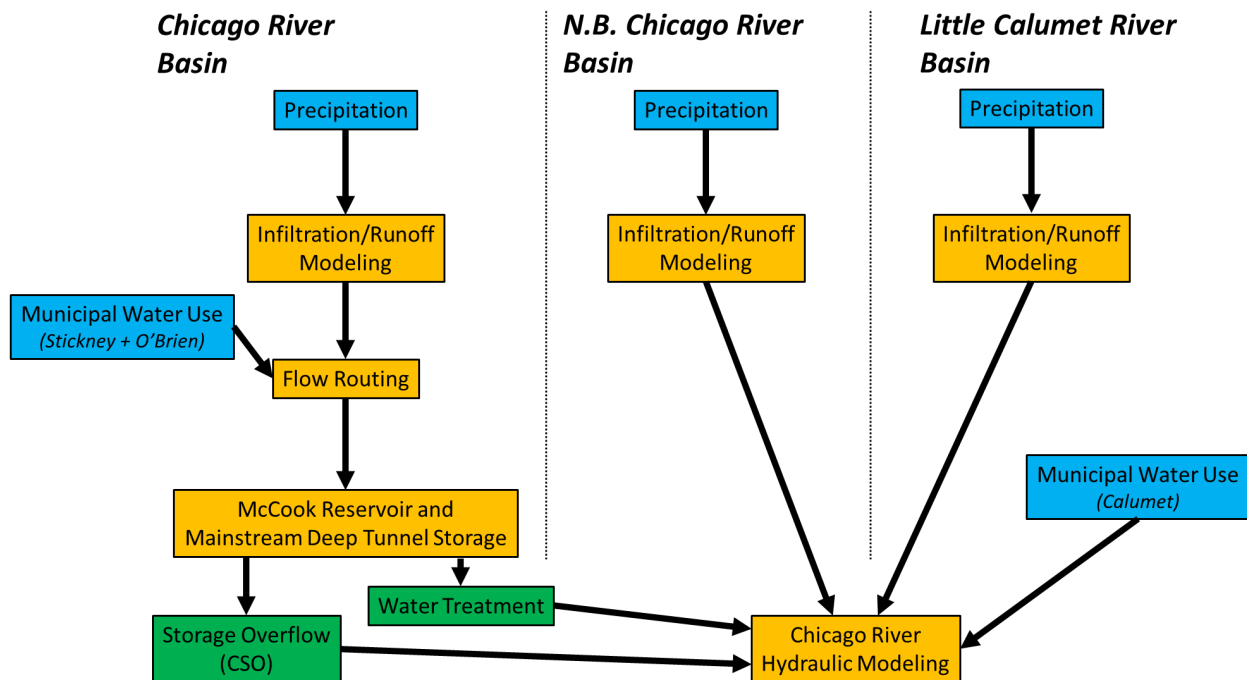 Chicago River
Basin
N.B. Chicago River
Basin
Little Calumet River
Basin
Precipitation
Precipitation
Precipitation
Infiltration/Runoff
Modeling
Infiltration/Runoff
Modeling
Infiltration/Runoff
Modeling
Municipal Water Use
(Stickney + O’Brien)
Flow Routing
McCook Reservoir and
Mainstream Deep Tunnel Storage
Municipal Water Use
(Calumet)
Water Treatment
Storage Overflow
(CSO)
Chicago River
Hydraulic Modeling